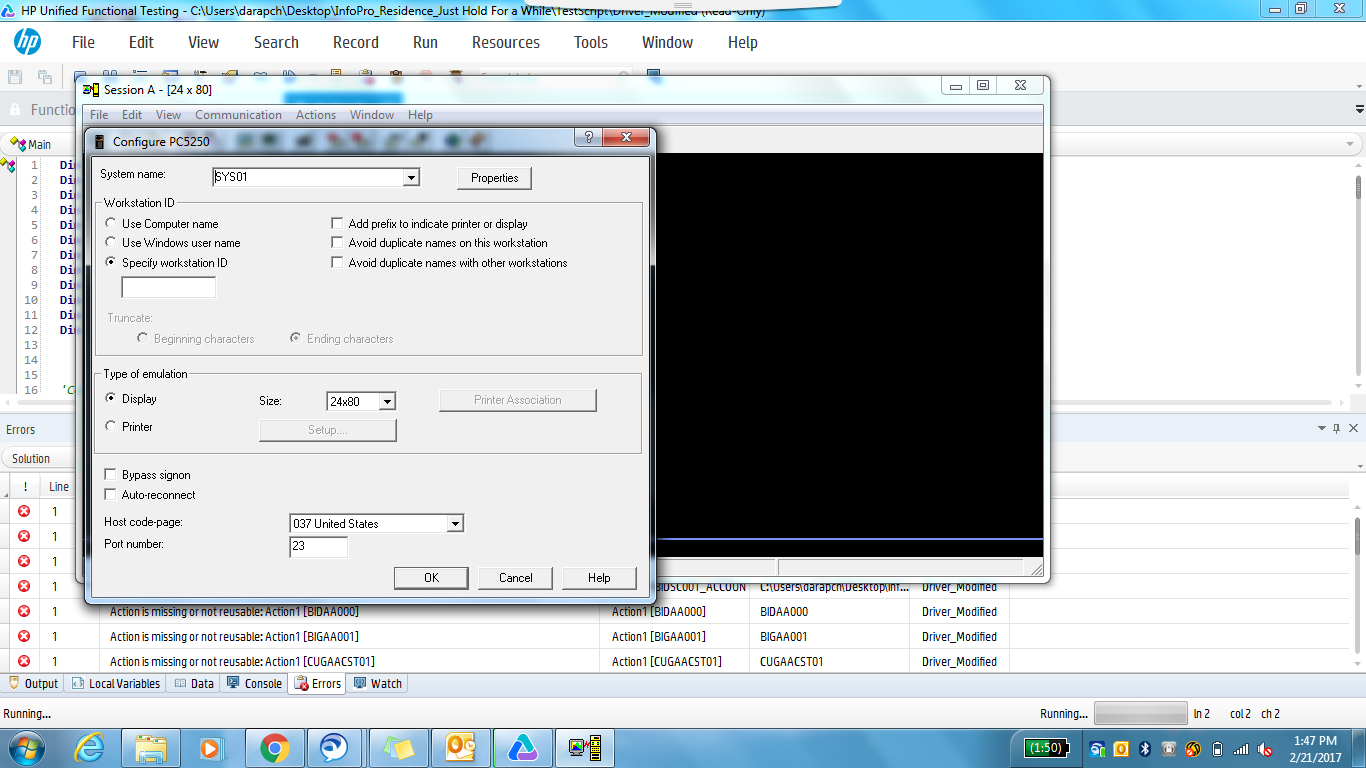 HP Unified Functional Testing - C:\Users\darapch\Desktop\InfoPro_Residence_Just Hold For a While\TestScript\Driver_Modified (Read-Only)
hp File Edit View Search Record Run Resources Tools Window Help
Session A - [24 x 80]
Functio
File Edit View Communication Actions Window Help
Main
Configure PC5250
System name: SYS01 Properties
Workstation ID
Use Computer name Add prefix to indicate printer or display
Use Windows user name Avoid duplicate names on this workstation
Specify workstation ID Avoid duplicate names with other workstations
Truncate:
Beginning characters Ending characters
Type of emulation
Display Size: 24x80 Printer Association
Printer Setup....
Bypass signon
Auto-reconnect
Host code-page: 037 United States
Port number: 23
OK Cancel Help
1 Di
2 Di
3 Di
4 Di
5 Di
6 Di
7 Di
8 Di
9 Di
10 Di
11 Di
12 Di
13
14
15
16 'C
Errors
Solution
! Line
1
1
1
1 C:\Users\darapch\Desktop\Inf... Driver_Modified
1 Action is missing or not reusable: Action1 [BIDAA000] Action1 [BIDAA000] BIDAA000 Driver_Modified
1 Action is missing or not reusable: Action1 [BIGAA001] Action1 [BIGAA001] BIGAA001 Driver_Modified
1 Action is missing or not reusable: Action1 [CUGAACST01] Action1 [CUGAACST01] CUGAACST01 Driver_Modified
Output Local Variables Data Console Errors Watch
Running... Running... ln 2 col 2 ch 2
(1:50) 1:47 PM
2/21/2017